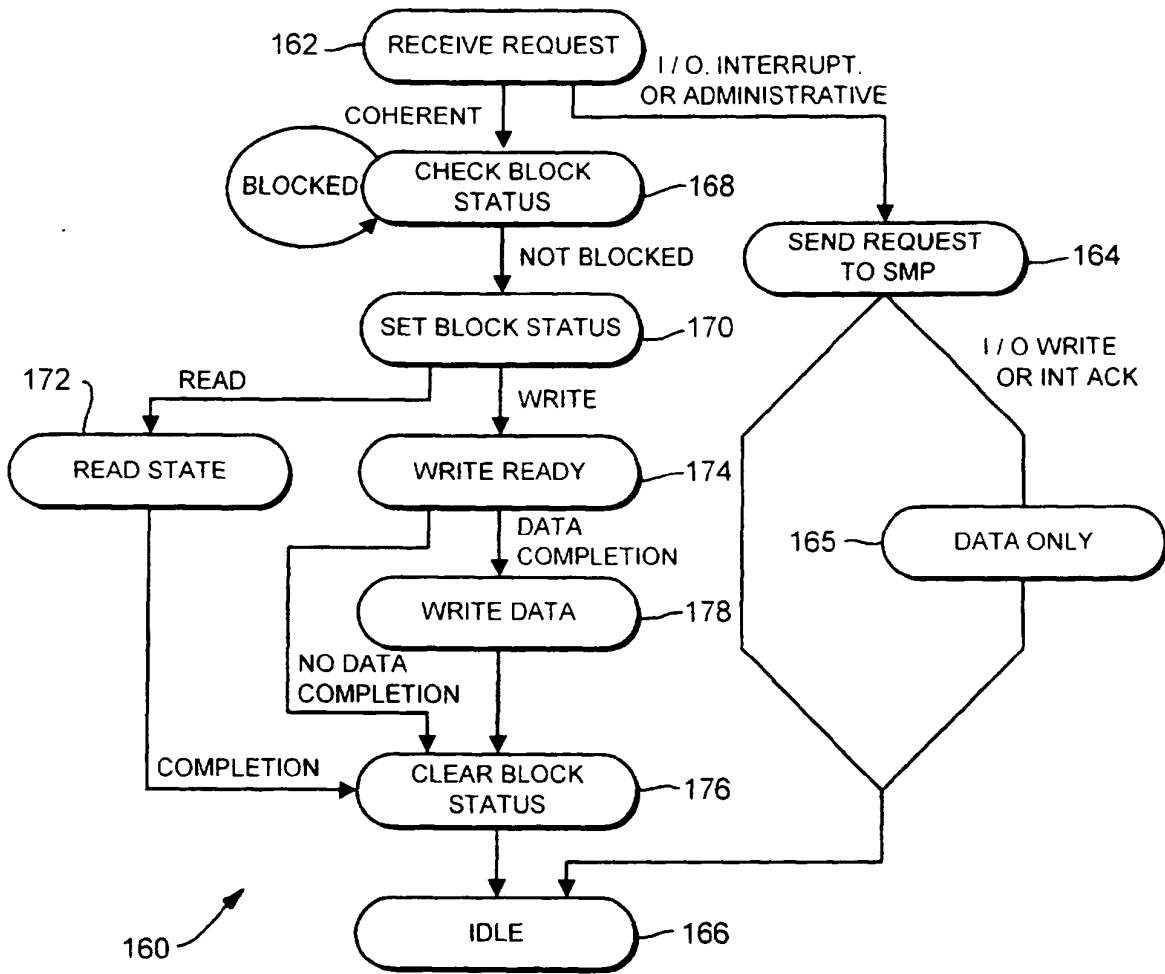 162
RECEIVE REQUEST
I / O. INTERRUPT.
OR ADMINISTRATIVE
COHERENT
BLOCKED
CHECK BLOCK
STATUS
168
NOT BLOCKED
SEND REQUEST
TO SMP
164
SET BLOCK STATUS
170
I / O WRITE
OR INT ACK
172
READ
WRITE
READ STATE
WRITE READY
174
DATA
COMPLETION
165
DATA ONLY
WRITE DATA
178
NO DATA
COMPLETION
COMPLETION
CLEAR BLOCK
STATUS
176
160
IDLE
166